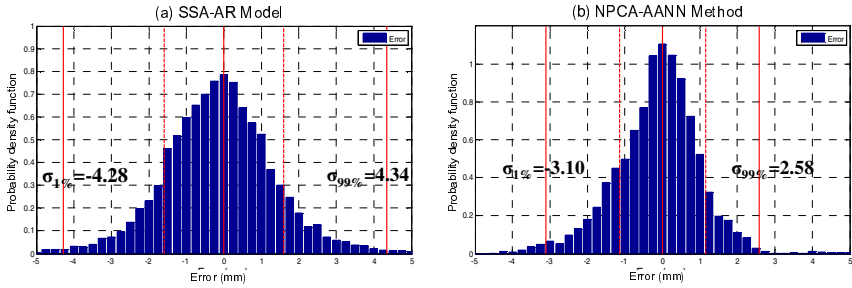 (a) SSA-AR Model
Probability density function
1
0.9
0.8
0.7
0.6
0.5
0.4
0.3
0.2
0.1
0
Error
σ1%=-4.28
σ99%=4.34
-5 -4 -3 -2 -1 0 1 2 3 4 5
Error (mm)
(b) NPCA-AANN Method
Probability density function
1
0.8
0.6
0.4
0.2
0
Error
σ1%=-3.10
σ99%=2.58
-5 -4 -3 -2 -1 0 1 2 3 4 5
Error (mm)